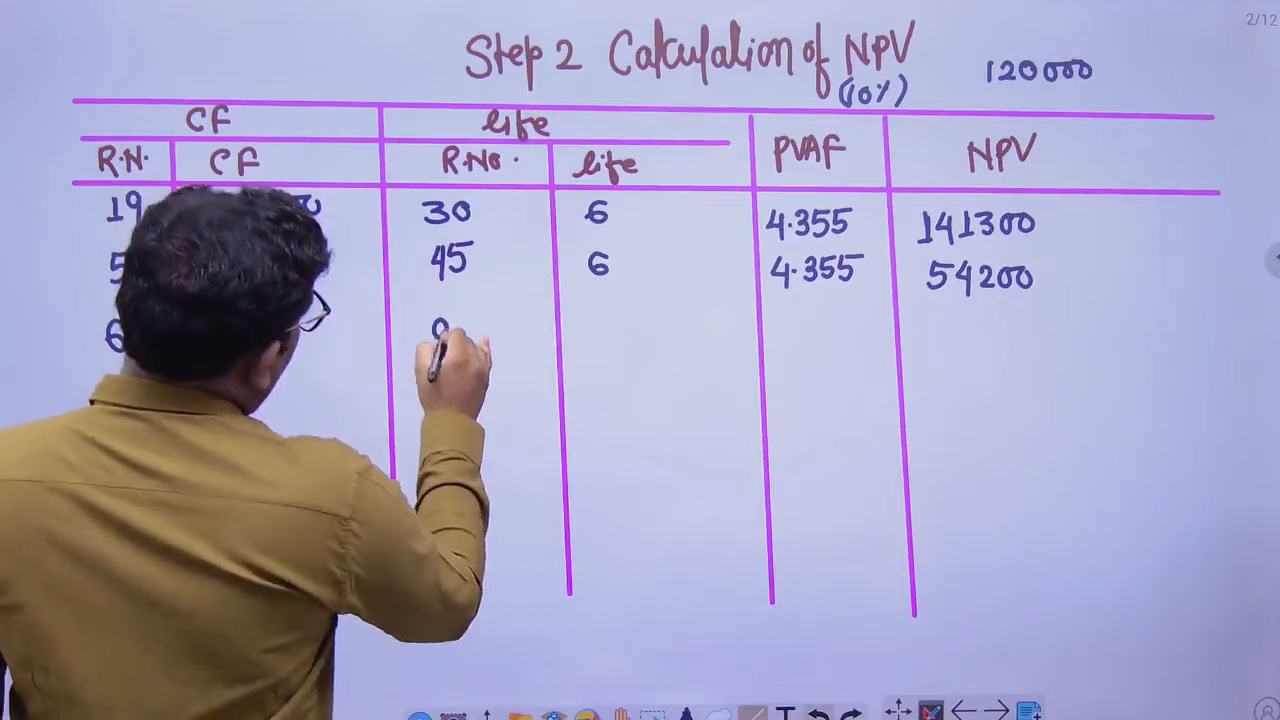 2/12
Step 2 Calculation of NPV
(10%)
120000
CF life
R.N. CF R.No. life PVAF NPV
19 30 6 4.355 141300
5 45 6 4.355 54200
6